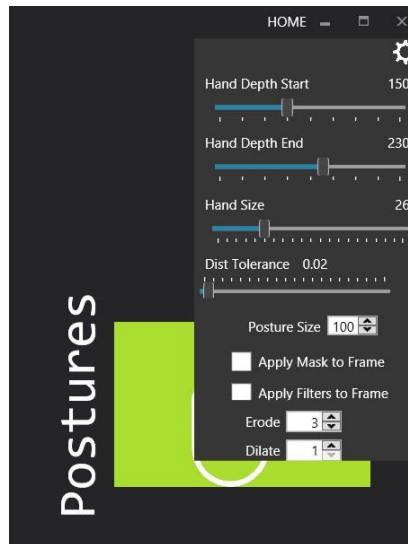 HOME
Hand Depth Start 150
Hand Depth End 230
Hand Size 26
Dist Tolerance 0.02
Posture Size 100
Apply Mask to Frame
Apply Filters to Frame
Erode 3
Dilate 1
Postures